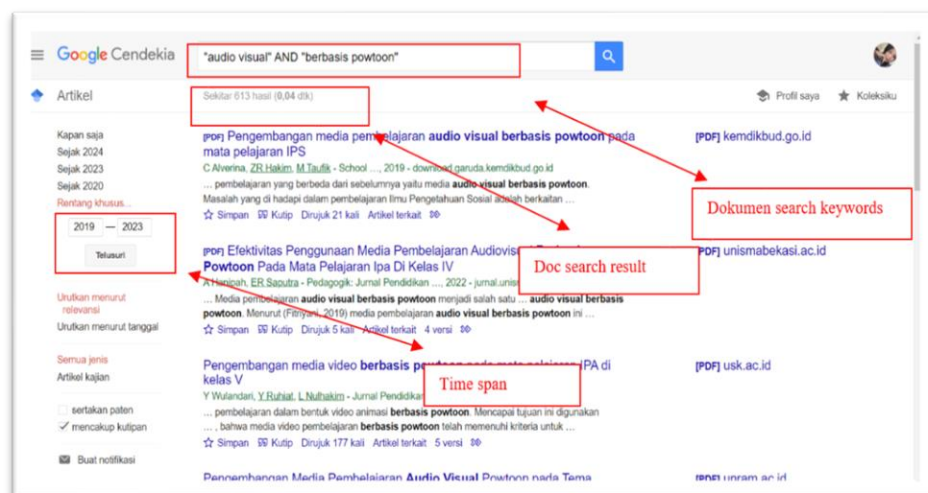 Google Cendekia
"audio visual" AND "berbasis powtoon"
Artikel
Sekitar 613 hasil (0,04 dtk)
Profil saya
Koleksiku
Kapan saja
Sejak 2024
Sejak 2023
Sejak 2020
Rentang khusus...
2019 — 2023
Telusuri
Urutkan menurut
relevansi
Urutkan menurut tanggal
Semua jenis
Artikel kajian
sertakan paten
mencakup kutipan
Buat notifikasi
[PDF] Pengembangan media pembelajaran audio visual berbasis powtoon pada
mata pelajaran IPS
C Alverina, ZR Hakim, M Taufik - School ..., 2019 - download.garuda.kemdikbud.go.id
... pembelajaran yang berbeda dari sebelumnya yaitu media audio visual berbasis powtoon.
Masalah yang di hadapi dalam pembelajaran Ilmu Pengetahuan Sosial adalah berkaitan ...
Simpan Kutip Dirujuk 21 kali Artikel terkait
[PDF] kemdikbud.go.id
[PDF] Efektivitas Penggunaan Media Pembelajaran
Powtoon Pada Mata Pelajaran Ipa Di Kelas IV
A Hanipah, ER Saputra - Pedagogik: Jurnal Pendidikan ..., 2022
... Media pembelajaran audio visual berbasis powtoon menjadi salah satu ... audio visual berbasis
powtoon. Menurut (Fitriyani, 2019) media pembelajaran audio visual berbasis powtoon ini ...
Simpan Kutip Dirujuk 5 kali Artikel terkait 4 versi
[PDF] unismabekasi.ac.id
Pengembangan media video berbasis powtoon pada mata pelajaran IPA di
kelas V
Y Wulandari, Y Ruhiat, L Nulhakim - Jurnal Pendidikan
... pembelajaran dalam bentuk video animasi berbasis powtoon. Mencapai tujuan ini digunakan
... , bahwa media video pembelajaran berbasis powtoon telah memenuhi kriteria untuk ...
Simpan Kutip Dirujuk 177 kali Artikel terkait 5 versi
[PDF] usk.ac.id
Pengembangan Media Pembelajaran Audio Visual Powtoon pada Tema
[PDF] unram.ac.id
Dokumen search keywords
Doc search result
Time span